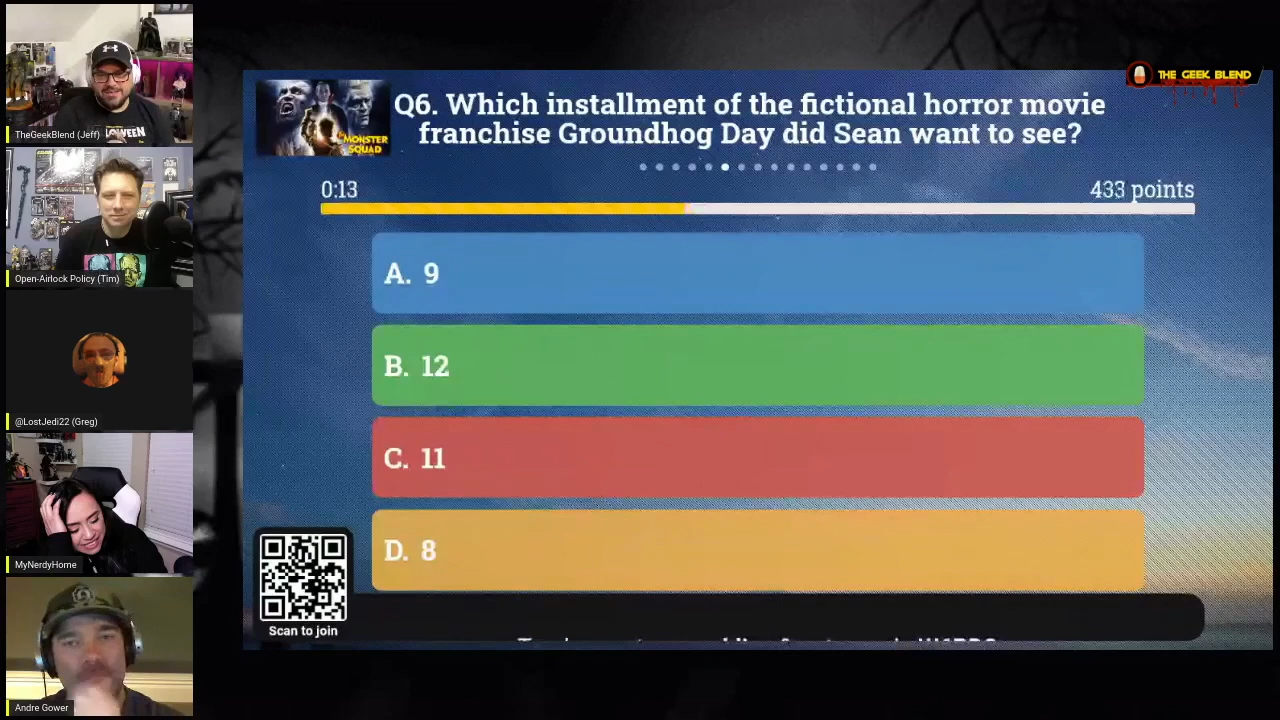 TheGeekBlend (Jeff)
Open-Airlock Policy (Tim)
@LostJedi22 (Greg)
MyNerdyHome
Andre Gower
THE GEEK BLEND
MONSTER
SQUAD
Q6. Which installment of the fictional horror movie
franchise Groundhog Day did Sean want to see?
0:13
433 points
A. 9
B. 12
C. 11
D. 8
Scan to join